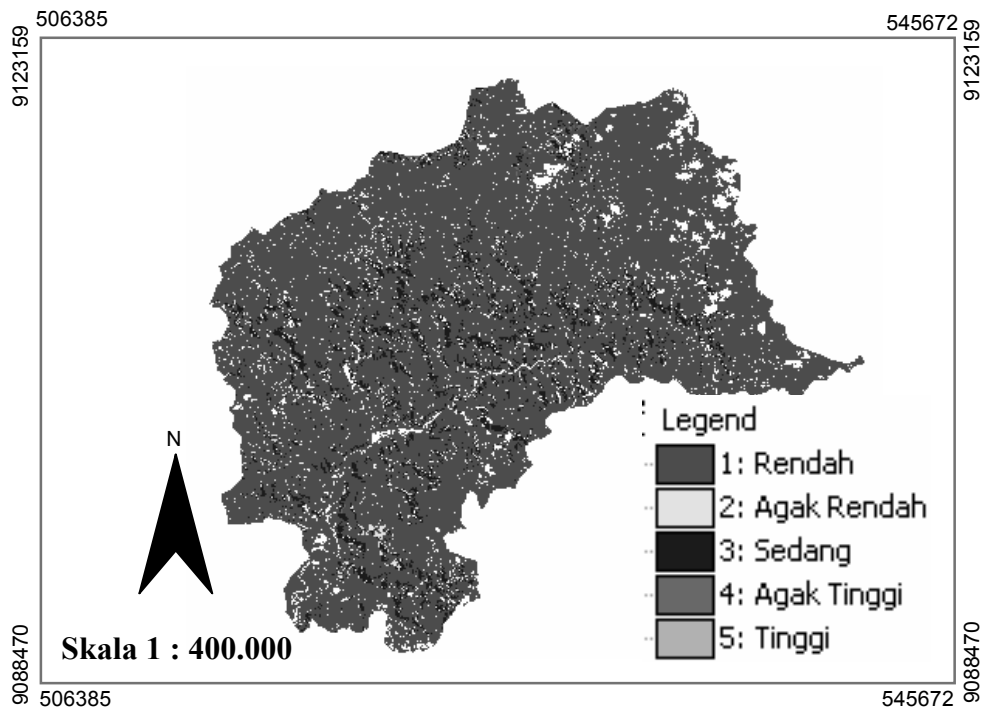 506385
545672
9123159
9123159
Legend
1: Rendah
2: Agak Rendah
3: Sedang
4: Agak Tinggi
5: Tinggi
N
Skala 1 : 400.000
9088470
9088470
506385
545672